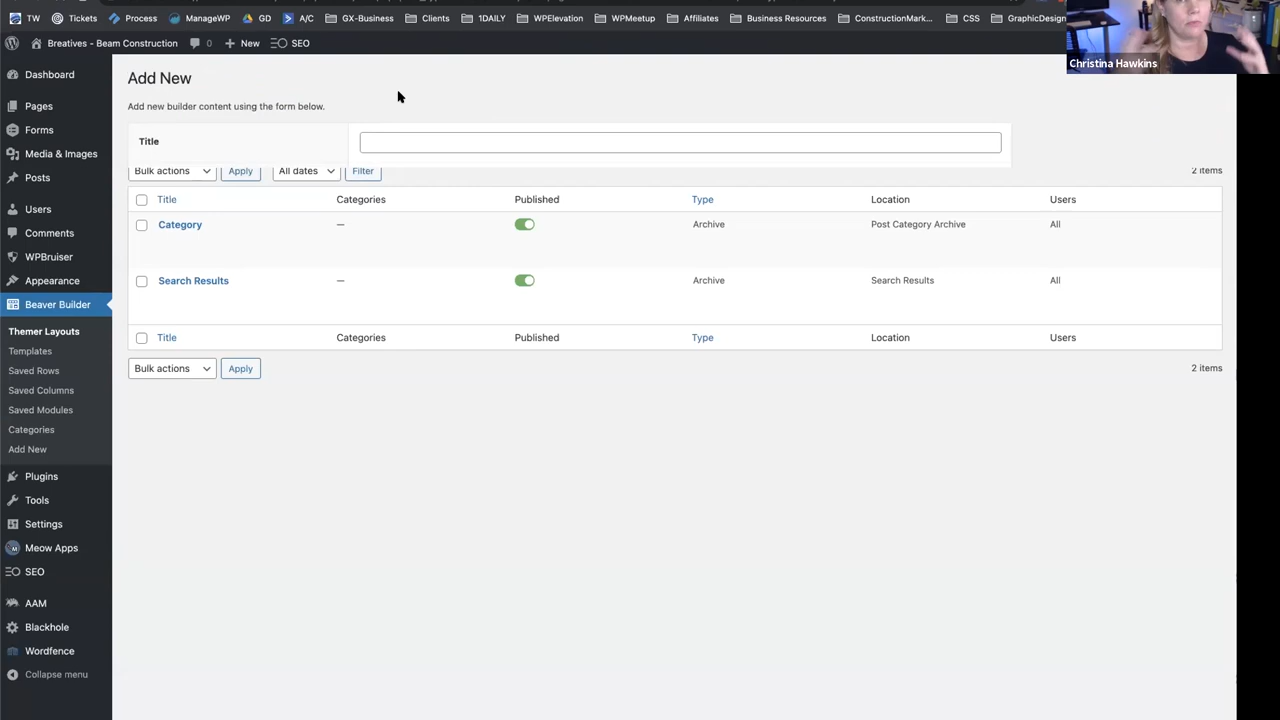 TW Tickets Process ManageWP GD A/C GX-Business Clients 1DAILY WPElevation WPMeetup Affiliates Business Resources ConstructionMark... CSS GraphicDesign
Breatives - Beam Construction 0 New SEO
Christina Hawkins
Dashboard
Pages
Forms
Media & Images
Posts
Users
Comments
WPBruiser
Appearance
Beaver Builder
Themer Layouts
Templates
Saved Rows
Saved Columns
Saved Modules
Categories
Add New
Plugins
Tools
Settings
Meow Apps
SEO
AAM
Blackhole
Wordfence
Collapse menu
Add New
Add new builder content using the form below.
Title
Bulk actions Apply All dates Filter 2 items
Title Categories Published Type Location Users
Category — Archive Post Category Archive All
Search Results — Archive Search Results All
Title Categories Published Type Location Users
Bulk actions Apply 2 items